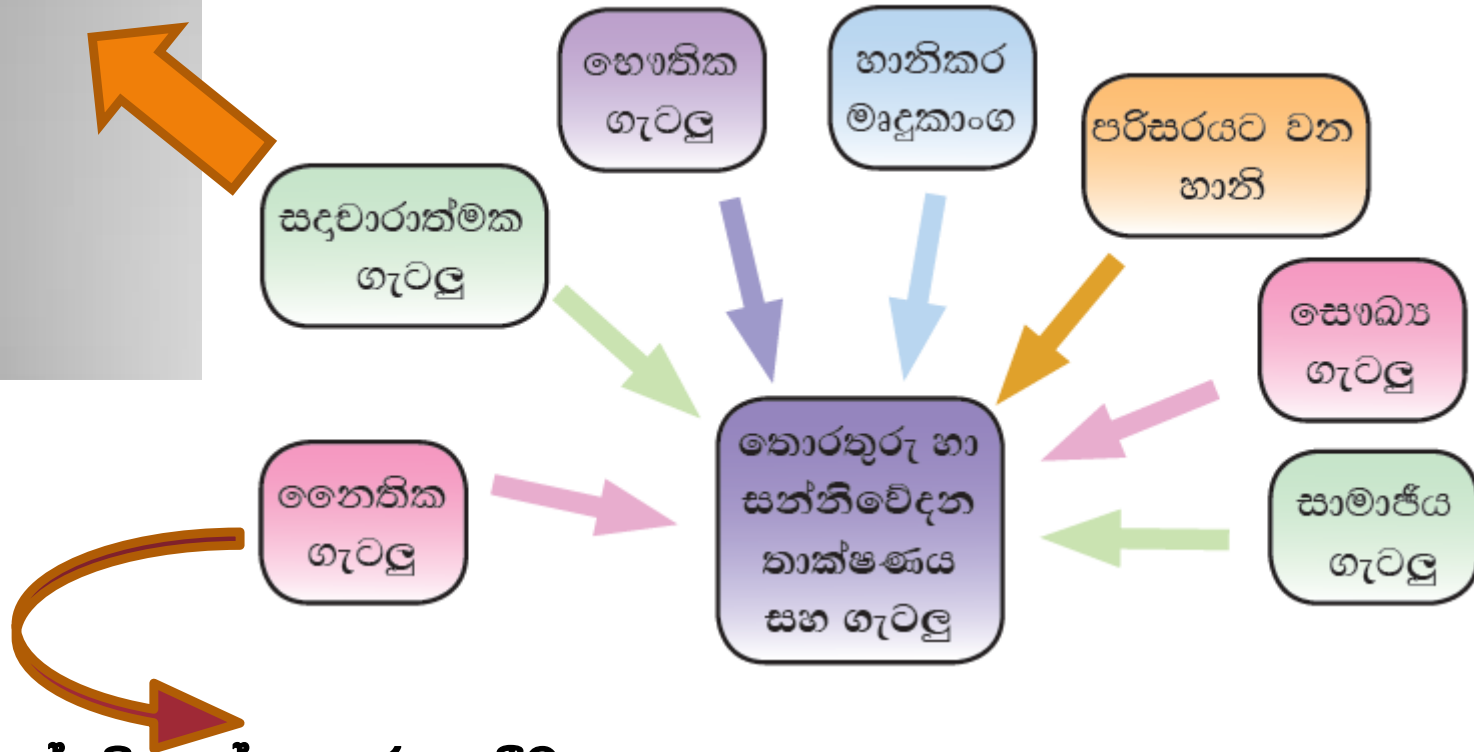 භෞතික
ගැටලු
හානිකර
මෘදුකාංග
පරිසරයට වන
හානි
සදාචාරාත්මක
ගැටලු
සෞඛ්‍ය
ගැටලු
නෛතික
ගැටලු
තොරතුරු හා
සන්නිවේදන
තාක්ෂණය
සහ ගැටලු
සාමාජීය
ගැටලු